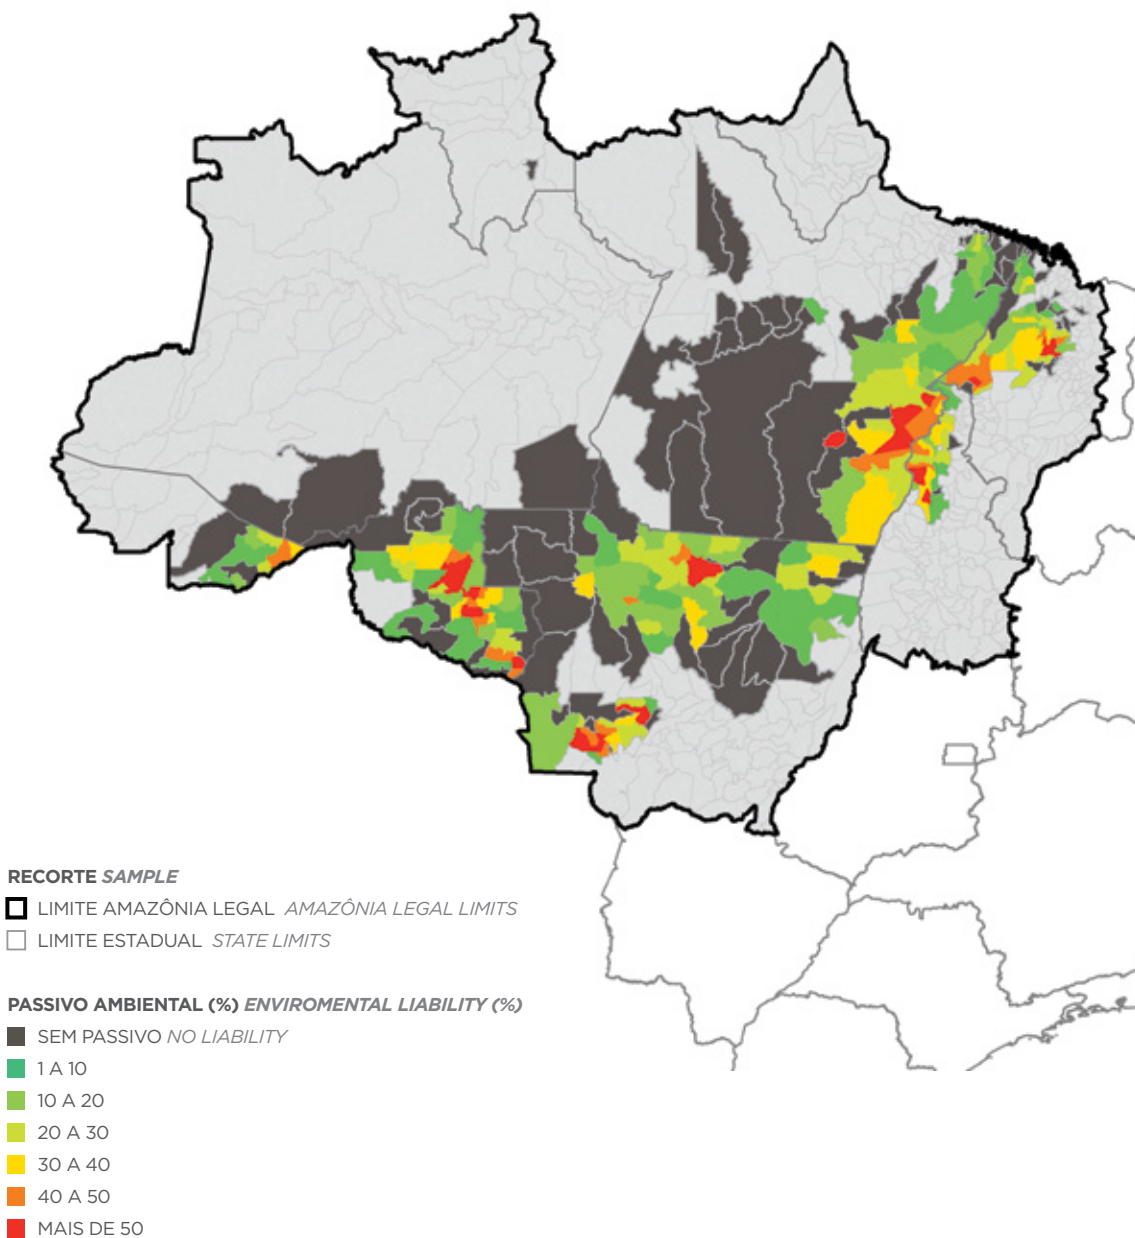 RECORTE SAMPLE
LIMITE AMAZÔNIA LEGAL AMAZÔNIA LEGAL LIMITS
LIMITE ESTADUAL STATE LIMITS
PASSIVO AMBIENTAL (%) ENVIROMENTAL LIABILITY (%)
SEM PASSIVO NO LIABILITY
1 A 10
10 A 20
20 A 30
30 A 40
40 A 50
MAIS DE 50